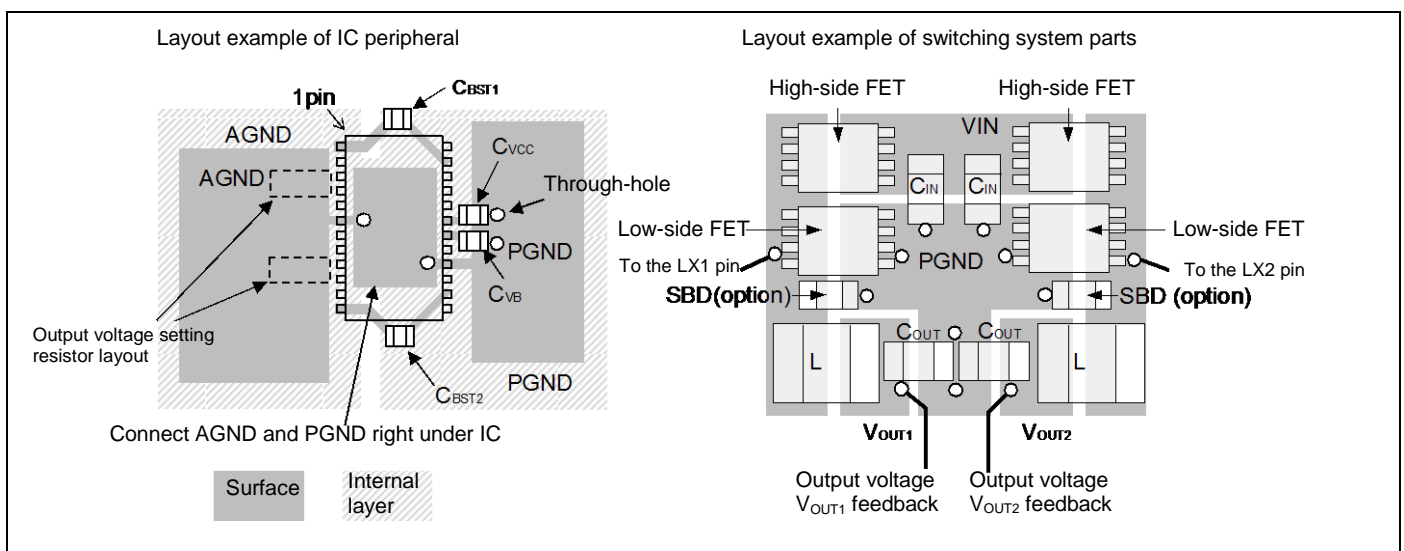 Layout example of IC peripheral
1pin
CBST1
AGND
AGND
CVCC
Through-hole
PGND
CVB
Output voltage setting
resistor layout
CBST2
PGND
Connect AGND and PGND right under IC
Surface
Internal
layer
Layout example of switching system parts
High-side FET
High-side FET
VIN
CIN
CIN
Low-side FET
Low-side FET
To the LX1 pin
PGND
To the LX2 pin
SBD(option)
SBD (option)
COUT
COUT
L
L
VOUT1
VOUT2
Output voltage
VOUT1 feedback
Output voltage
VOUT2 feedback